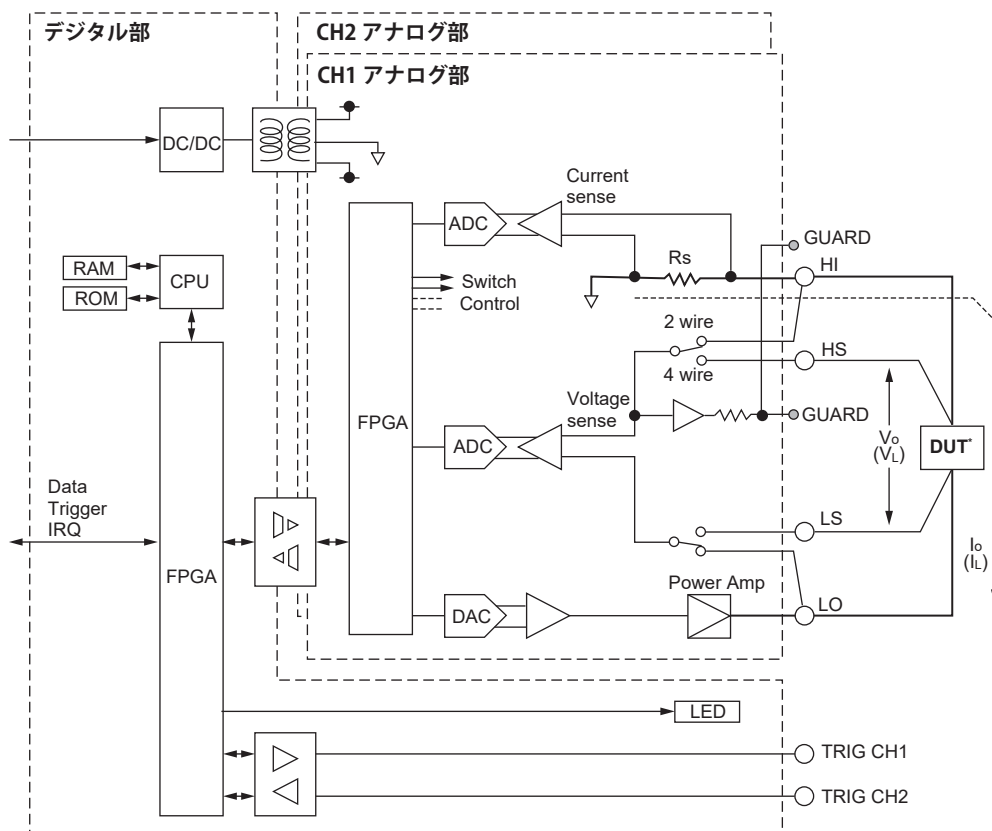 デジタル部
CH2 アナログ部
CH1 アナログ部
DC/DC
Current
sense
ADC
GUARD
HI
Rs
RAM
ROM
CPU
Switch
Control
2 wire
HS
4 wire
FPGA
Voltage
sense
GUARD
ADC
Vo
(VL)
DUT*
Data
Trigger
IRQ
LS
Io
(IL)
FPGA
Power Amp
LO
DAC
LED
TRIG CH1
TRIG CH2